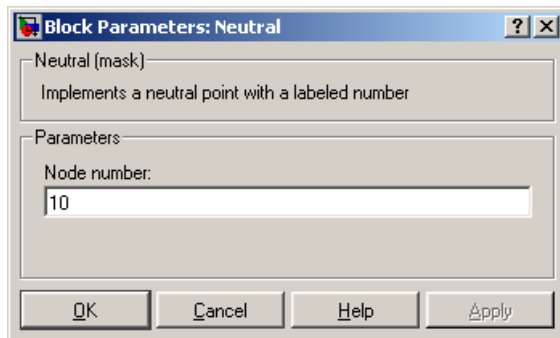 Block Parameters: Neutral
Neutral (mask)
Implements a neutral point with a labeled number
Parameters
Node number:
10
OK Cancel Help Apply